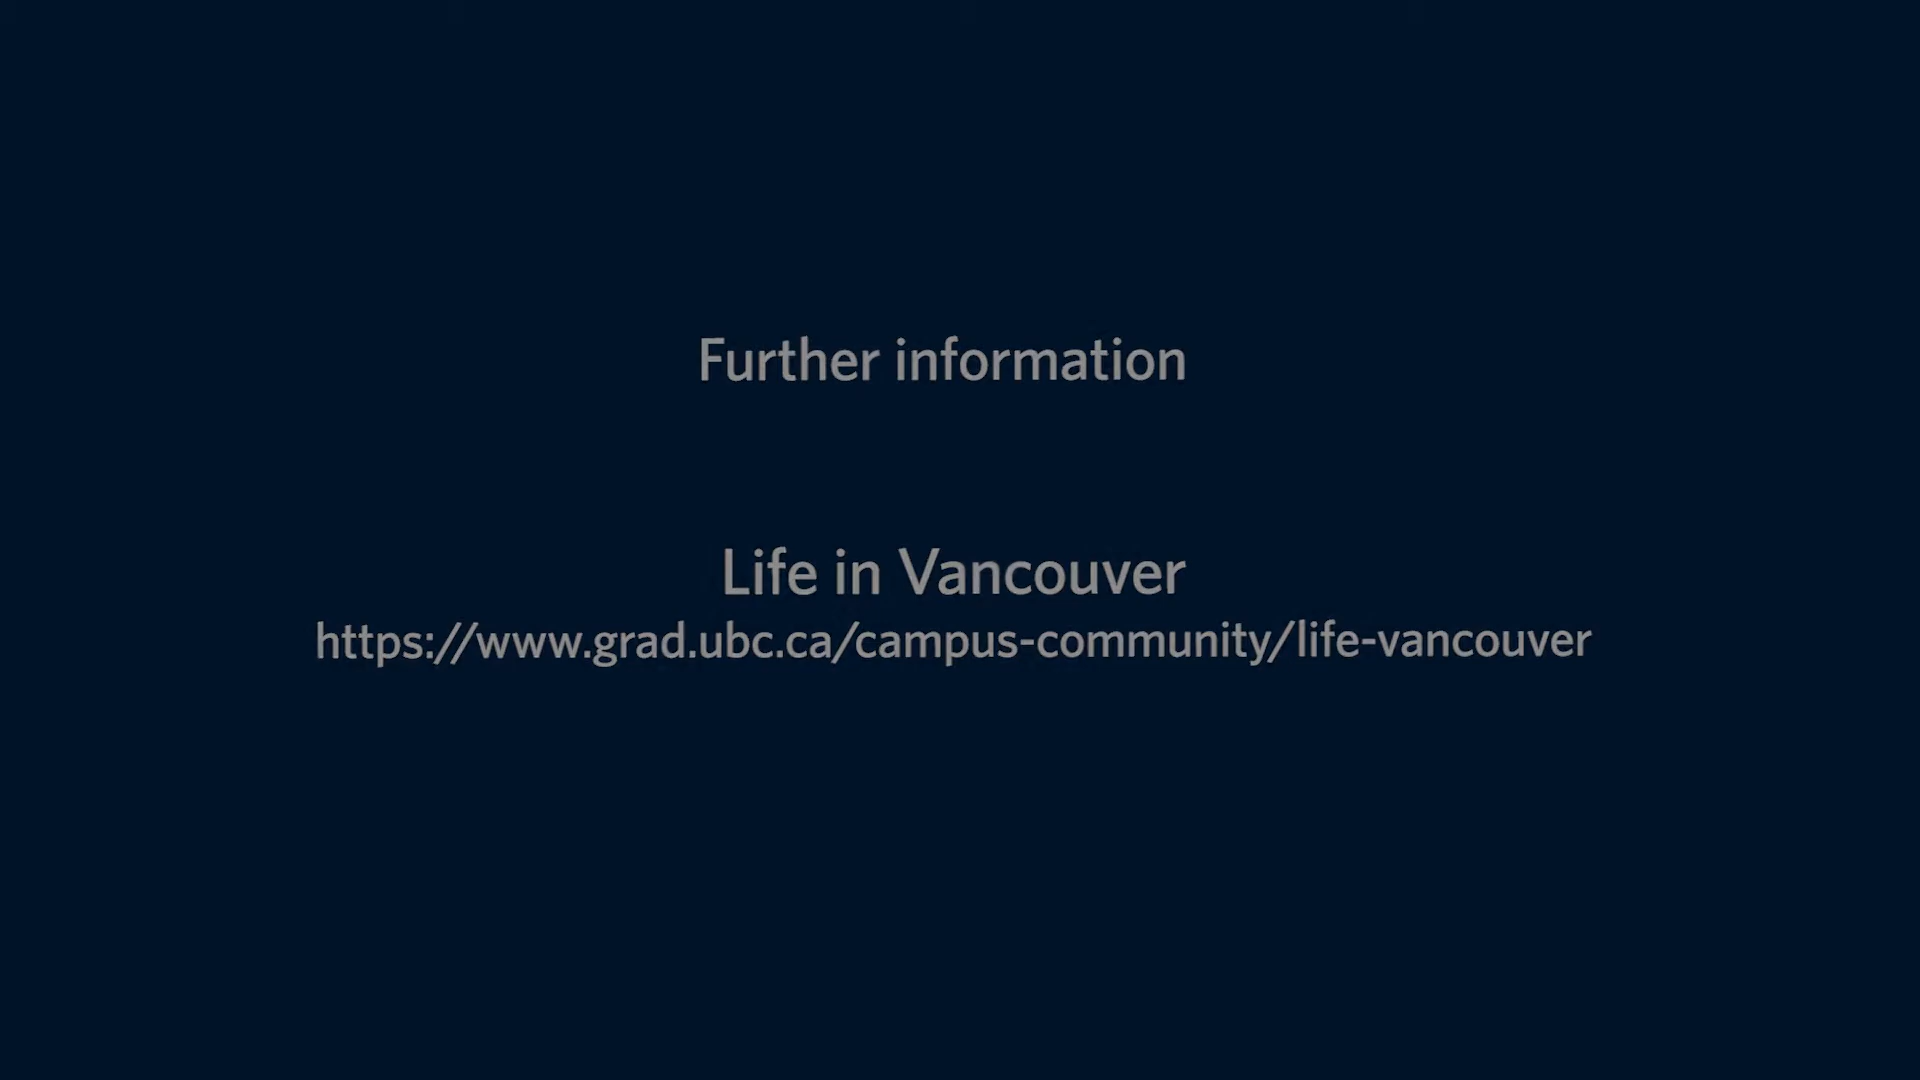 Further information
Life in Vancouver
https://www.grad.ubc.ca/campus-community/life-vancouver